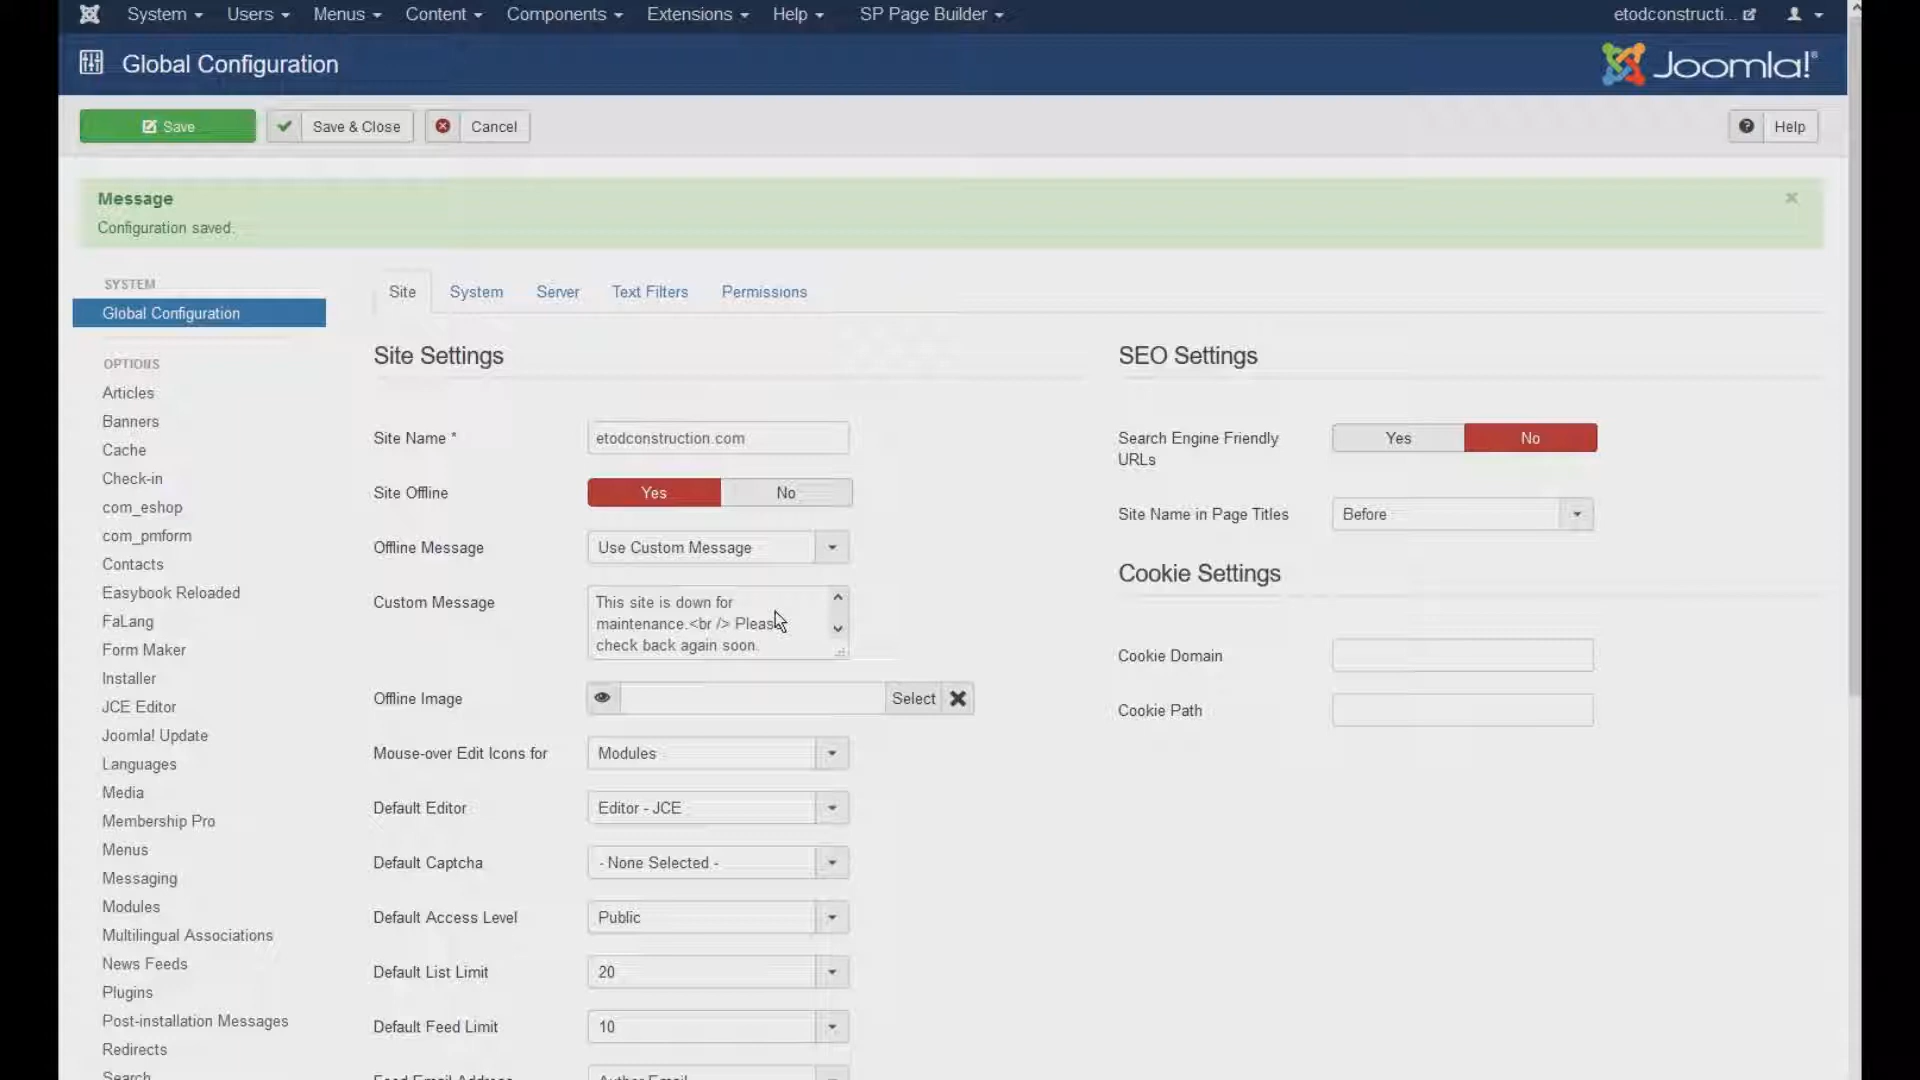 System
Users
Menus
Content
Components
Extensions
Help
SP Page Builder
etodconstructi...
Global Configuration
Joomla!®
Save
Save & Close
Cancel
Help
Message
Configuration saved.
SYSTEM
Global Configuration
OPTIONS
Articles
Banners
Cache
Check-in
com_eshop
com_pmform
Contacts
Easybook Reloaded
FaLang
Form Maker
Installer
JCE Editor
Joomla! Update
Languages
Media
Membership Pro
Menus
Messaging
Modules
Multilingual Associations
News Feeds
Plugins
Post-installation Messages
Redirects
Search
Site
System
Server
Text Filters
Permissions
Site Settings
Site Name *
etodconstruction.com
Site Offline
Yes
No
Offline Message
Use Custom Message
Custom Message
This site is down for
maintenance.<br /> Pleas
check back again soon.
Offline Image
Select
Mouse-over Edit Icons for
Modules
Default Editor
Editor - JCE
Default Captcha
- None Selected -
Default Access Level
Public
Default List Limit
20
Default Feed Limit
10
Feed Email Address
Author Email
SEO Settings
Search Engine Friendly
URLs
Yes
No
Site Name in Page Titles
Before
Cookie Settings
Cookie Domain
Cookie Path